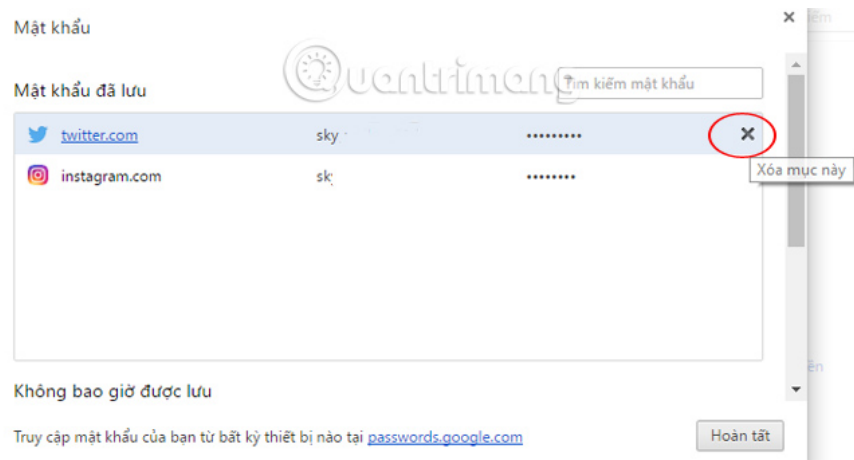 Mật khẩu
Mật khẩu đã lưu
Quantrimang
Tìm kiếm mật khẩu
twitter.com sky •••••••••
Xóa mục này
instagram.com sk ••••••••
Không bao giờ được lưu
Truy cập mật khẩu của bạn từ bất kỳ thiết bị nào tại passwords.google.com
Hoàn tất